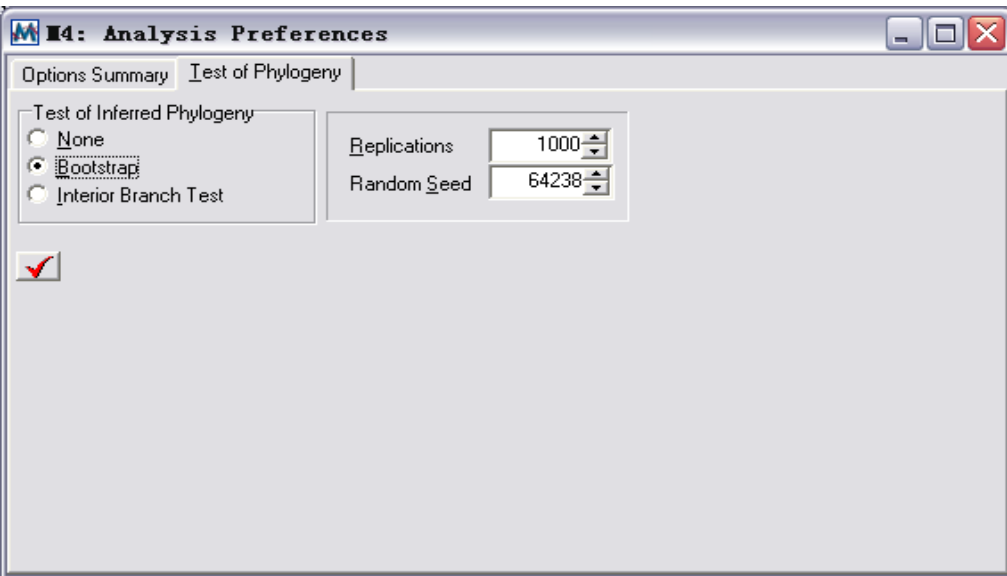 M4: Analysis Preferences
Options Summary
Test of Phylogeny
Test of Inferred Phylogeny
None
Bootstrap
Interior Branch Test
Replications 1000
Random Seed 64238